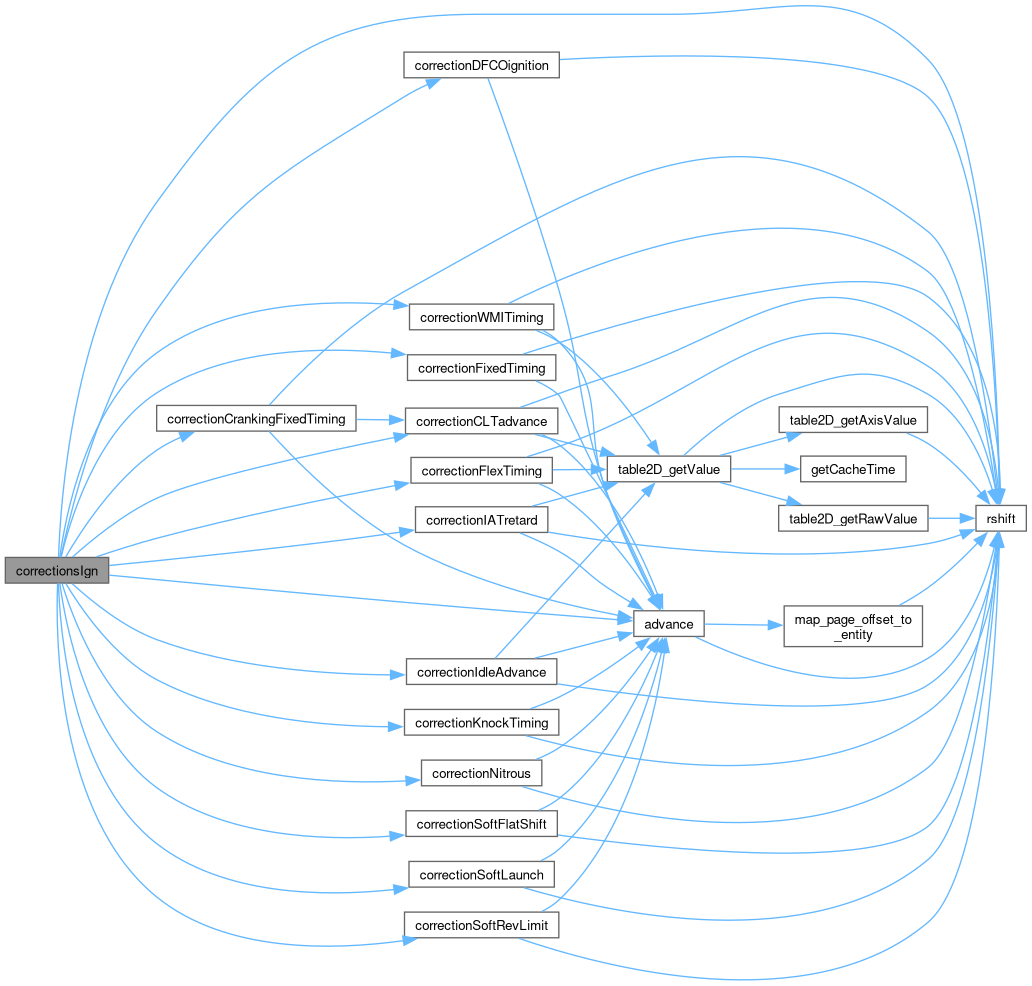 correctionDFCOignition
correctionWMITiming
correctionFixedTiming
correctionCrankingFixedTiming
correctionCLTadvance
table2D_getAxisValue
correctionFlexTiming
table2D_getValue
getCacheTime
correctionIATretard
table2D_getRawValue
rshift
correctionsIgn
advance
map_page_offset_to
_entity
correctionIdleAdvance
correctionKnockTiming
correctionNitrous
correctionSoftFlatShift
correctionSoftLaunch
correctionSoftRevLimit